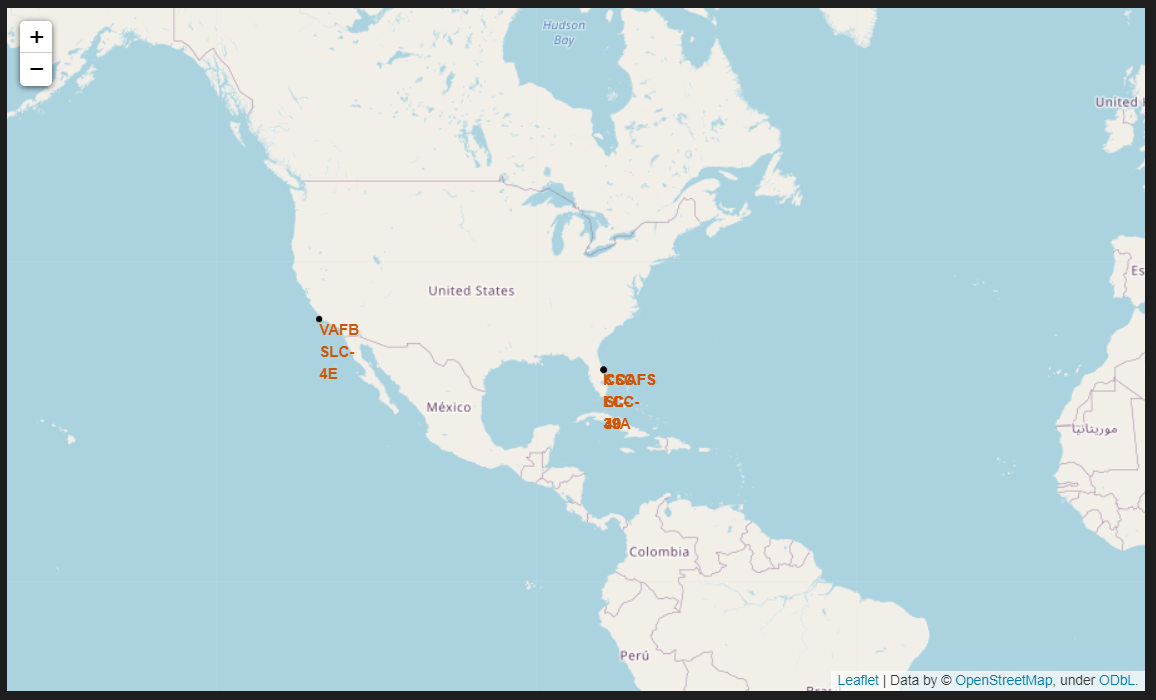 +
−
Hudson
Bay
United
United States
Es
VAFB
SLC-
4E
México
موريتانيا
Colombia
Perú
Leaflet | Data by © OpenStreetMap, under ODbL.